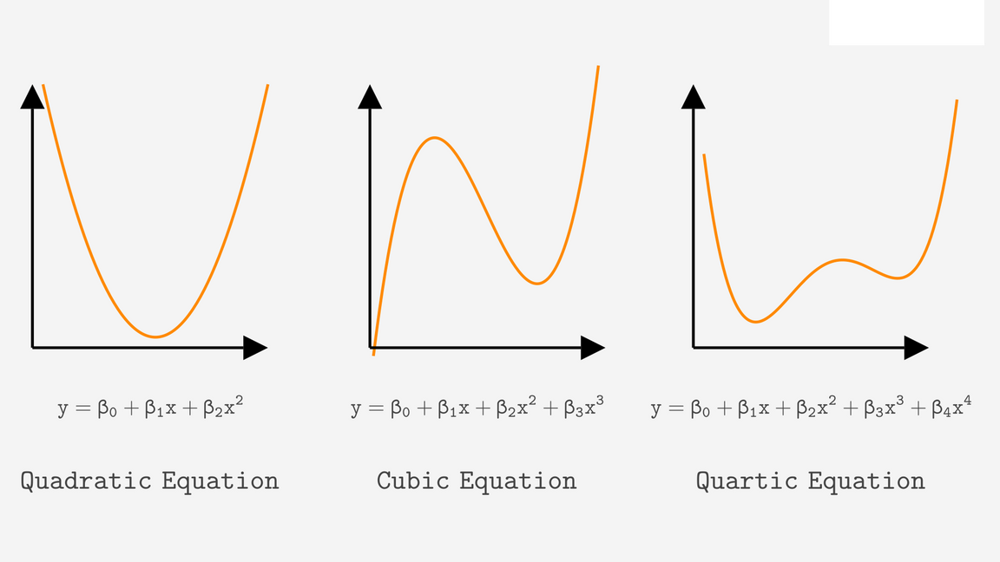 y = β₀ + β₁x + β₂x²
y = β₀ + β₁x + β₂x² + β₃x³
y = β₀ + β₁x + β₂x² + β₃x³ + β₄x⁴
Quadratic Equation
Cubic Equation
Quartic Equation